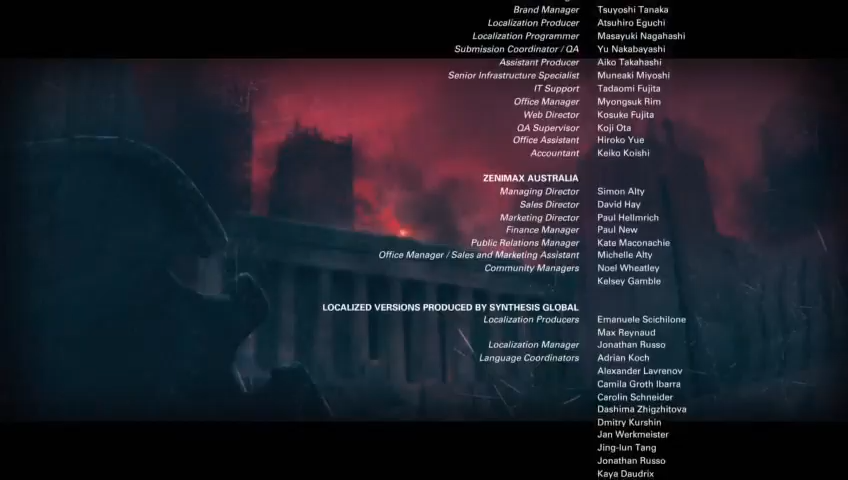 Brand Manager Tsuyoshi Tanaka
Localization Producer Atsuhiro Eguchi
Localization Programmer Masayuki Nagahashi
Submission Coordinator / QA Yu Nakabayashi
Assistant Producer Aiko Takahashi
Senior Infrastructure Specialist Muneaki Miyoshi
IT Support Tadaomi Fujita
Office Manager Myongsuk Rim
Web Director Kosuke Fujita
QA Supervisor Koji Ota
Office Assistant Hiroko Yue
Accountant Keiko Koishi
ZENIMAX AUSTRALIA
Managing Director Simon Alty
Sales Director David Hay
Marketing Director Paul Hellmrich
Finance Manager Paul New
Public Relations Manager Kate Maconachie
Office Manager / Sales and Marketing Assistant Michelle Alty
Community Managers Noel Wheatley
Kelsey Gamble
LOCALIZED VERSIONS PRODUCED BY SYNTHESIS GLOBAL
Localization Producers Emanuele Scichilone
Max Reynaud
Localization Manager Jonathan Russo
Language Coordinators Adrian Koch
Alexander Lavrenov
Camila Groth Ibarra
Carolin Schneider
Dashima Zhigzhitova
Dmitry Kurshin
Jan Werkmeister
Jing-lun Tang
Jonathan Russo
Kaya Daudrix